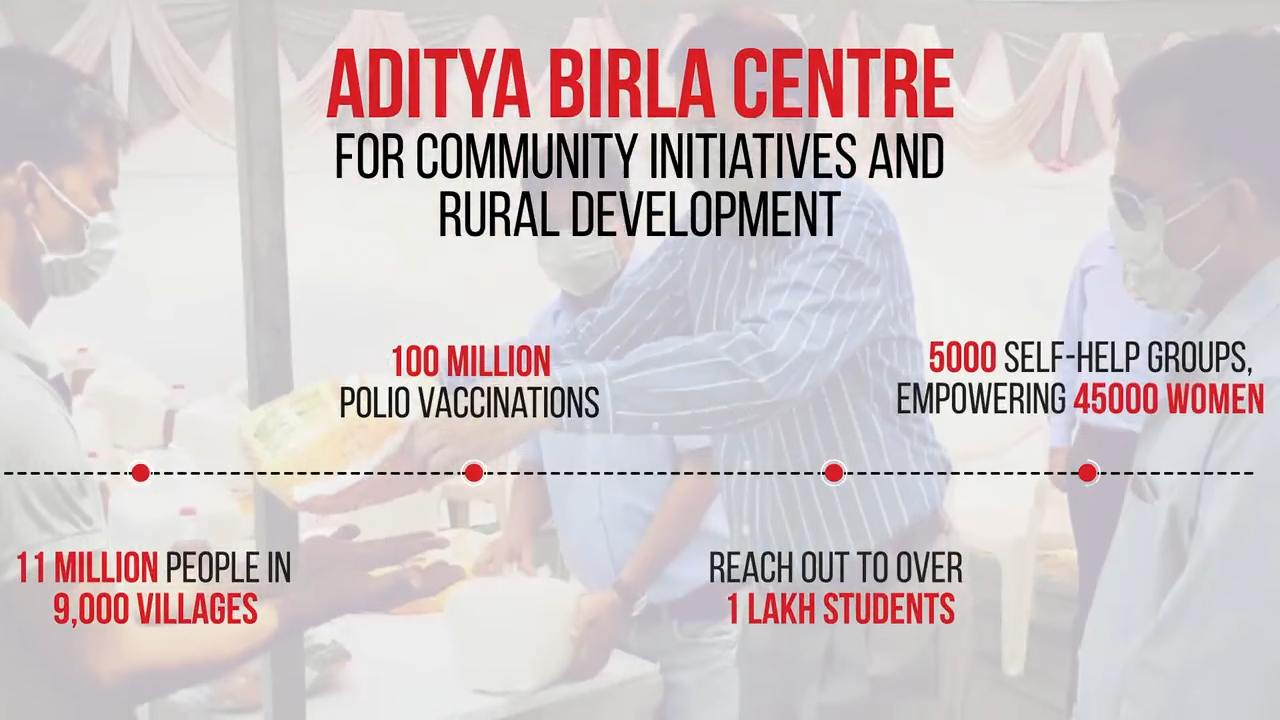 ADITYA BIRLA CENTRE
FOR COMMUNITY INITIATIVES AND
RURAL DEVELOPMENT
100 MILLION
POLIO VACCINATIONS
5000 SELF-HELP GROUPS,
EMPOWERING 45000 WOMEN
11 MILLION PEOPLE IN
9,000 VILLAGES
REACH OUT TO OVER
1 LAKH STUDENTS